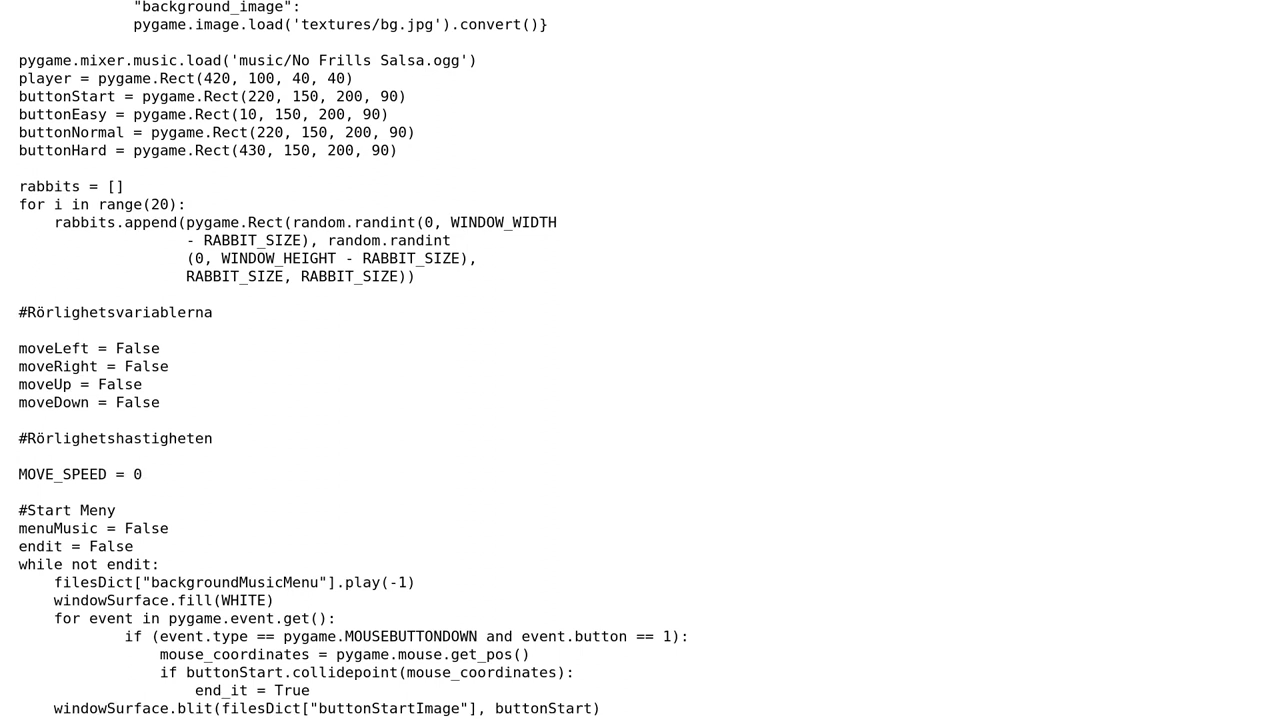 "background_image":
pygame.image.load('textures/bg.jpg').convert()}
pygame.mixer.music.load('music/No Frills Salsa.ogg')
player = pygame.Rect(420, 100, 40, 40)
buttonStart = pygame.Rect(220, 150, 200, 90)
buttonEasy = pygame.Rect(10, 150, 200, 90)
buttonNormal = pygame.Rect(220, 150, 200, 90)
buttonHard = pygame.Rect(430, 150, 200, 90)
rabbits = []
for i in range(20):
    rabbits.append(pygame.Rect(random.randint(0, WINDOW_WIDTH
                   - RABBIT_SIZE), random.randint
                   (0, WINDOW_HEIGHT - RABBIT_SIZE),
                   RABBIT_SIZE, RABBIT_SIZE))
#Rörlighetsvariablerna
moveLeft = False
moveRight = False
moveUp = False
moveDown = False
#Rörlighetshastigheten
MOVE_SPEED = 0
#Start Meny
menuMusic = False
endit = False
while not endit:
    filesDict["backgroundMusicMenu"].play(-1)
    windowSurface.fill(WHITE)
    for event in pygame.event.get():
            if (event.type == pygame.MOUSEBUTTONDOWN and event.button == 1):
                mouse_coordinates = pygame.mouse.get_pos()
                if buttonStart.collidepoint(mouse_coordinates):
                    end_it = True
    windowSurface.blit(filesDict["buttonStartImage"], buttonStart)